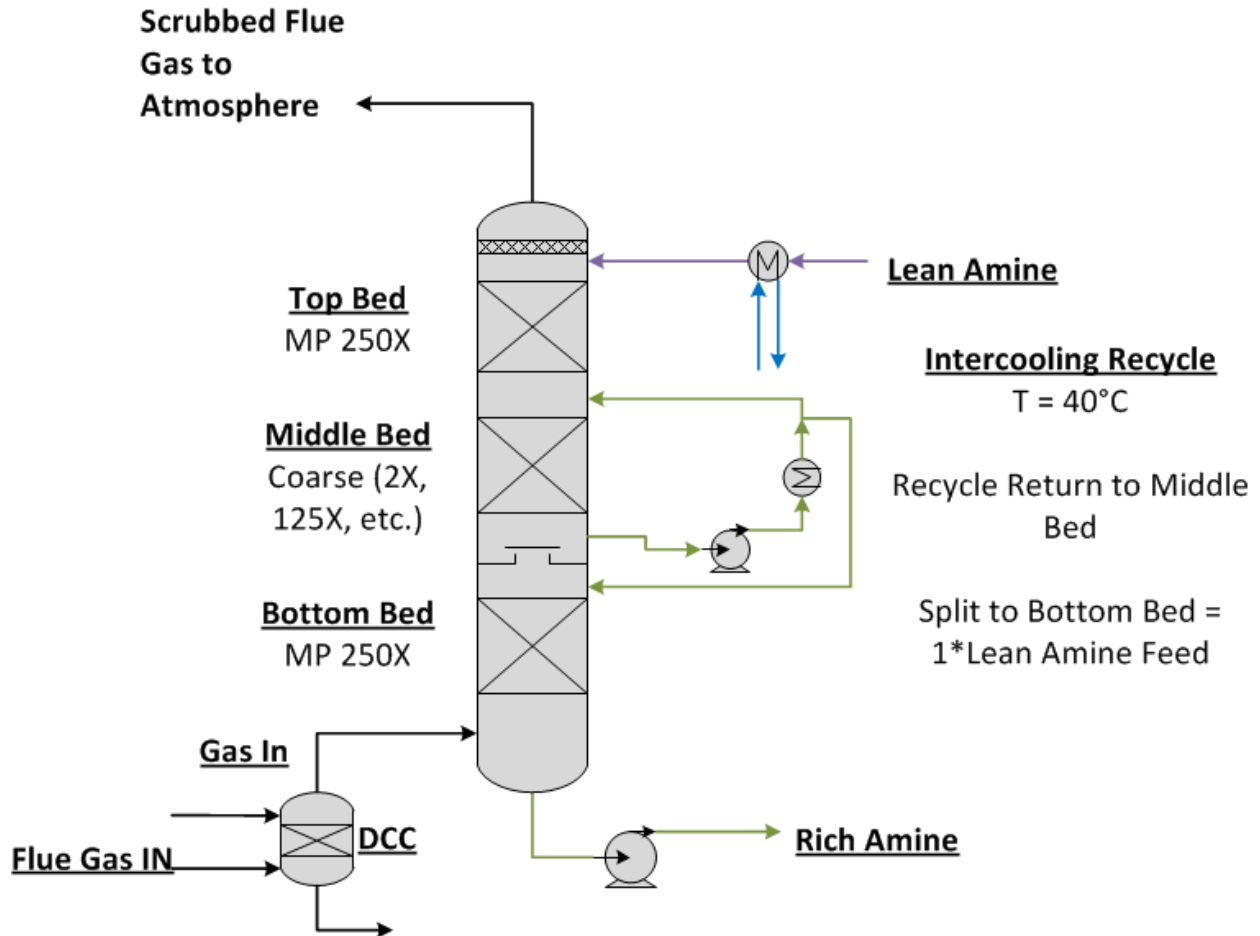 Scrubbed Flue
Gas to
Atmosphere
Lean Amine
Top Bed
MP 250X
Intercooling Recycle
T = 40°C
Middle Bed
Coarse (2X,
125X, etc.)
Recycle Return to Middle
Bed
Bottom Bed
MP 250X
Split to Bottom Bed =
1*Lean Amine Feed
Gas In
Flue Gas IN
DCC
Rich Amine